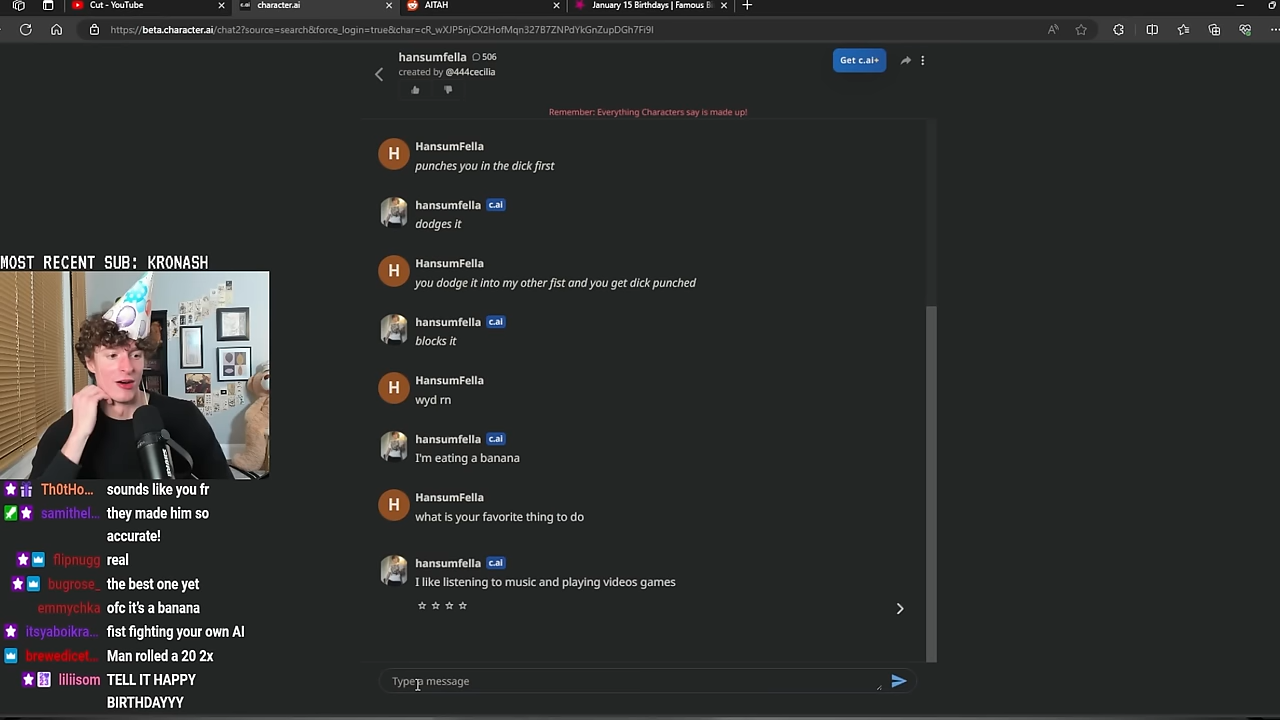 Cut - YouTube
character.ai
AITAH
January 15 Birthdays | Famous B
https://beta.character.ai/chat2?source=search&force_login=true&char=cR_wXJP5njCX2HofMqn327B7ZNPdYkGnZupDGh7Fi9I
hansumfella 506
created by @444cecilia
Get c.ai+
Remember: Everything Characters say is made up!
H
HansumFella
punches you in the dick first
hansumfella c.ai
dodges it
H
HansumFella
you dodge it into my other fist and you get dick punched
hansumfella c.ai
blocks it
H
HansumFella
wyd rn
hansumfella c.ai
I'm eating a banana
H
HansumFella
what is your favorite thing to do
hansumfella c.ai
I like listening to music and playing videos games
Type a message
MOST RECENT SUB: KRONASH
Th0tHo... sounds like you fr
samithel... they made him so
accurate!
flipnugg real
bugrose_ the best one yet
emmychka ofc it's a banana
itsyaboikra... fist fighting your own AI
brewedicet... Man rolled a 20 2x
liliisom TELL IT HAPPY
BIRTHDAYYY